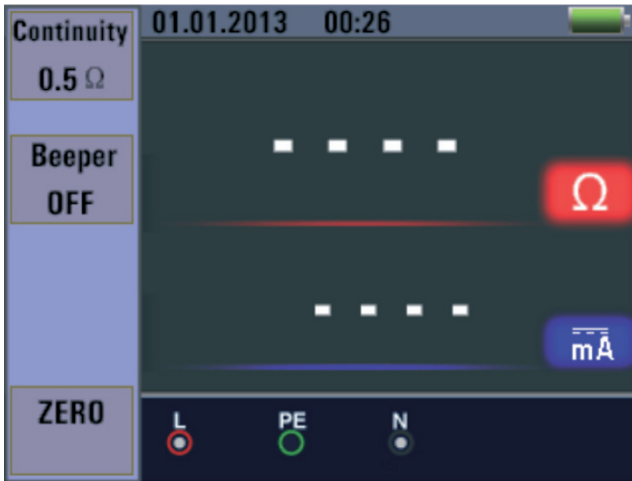 Continuity
0.5 Ω
01.01.2013 00:26
Beeper
OFF
- - - -
Ω
- - - -
mA
ZERO
L PE N